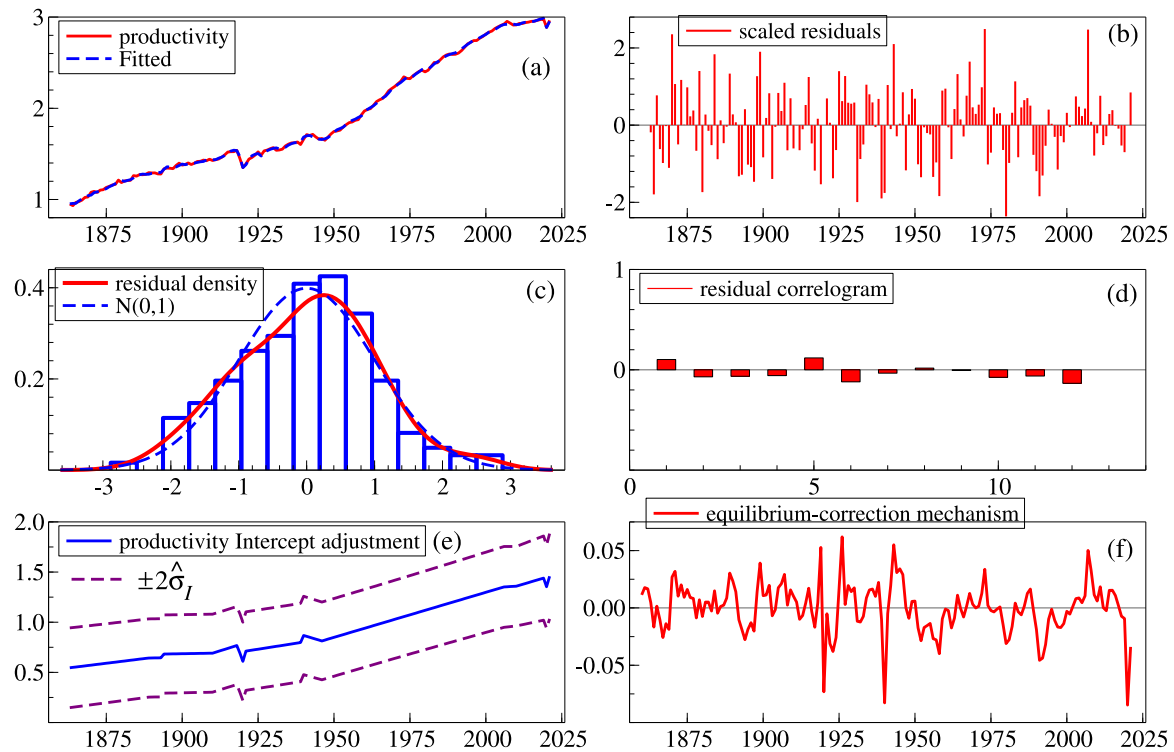 3
2
1
productivity
Fitted
(a)
1875 1900 1925 1950 1975 2000 2025
2
0
-2
scaled residuals
(b)
1875 1900 1925 1950 1975 2000 2025
0.4
0.2
residual density
N(0,1)
(c)
-3 -2 -1 0 1 2 3
1
0
residual correlogram
(d)
0 5 10
2.0
1.5
1.0
0.5
productivity Intercept adjustment
(e)
±2σ̂I
1875 1900 1925 1950 1975 2000 2025
0.05
0.00
-0.05
equilibrium-correction mechanism
(f)
1875 1900 1925 1950 1975 2000 2025